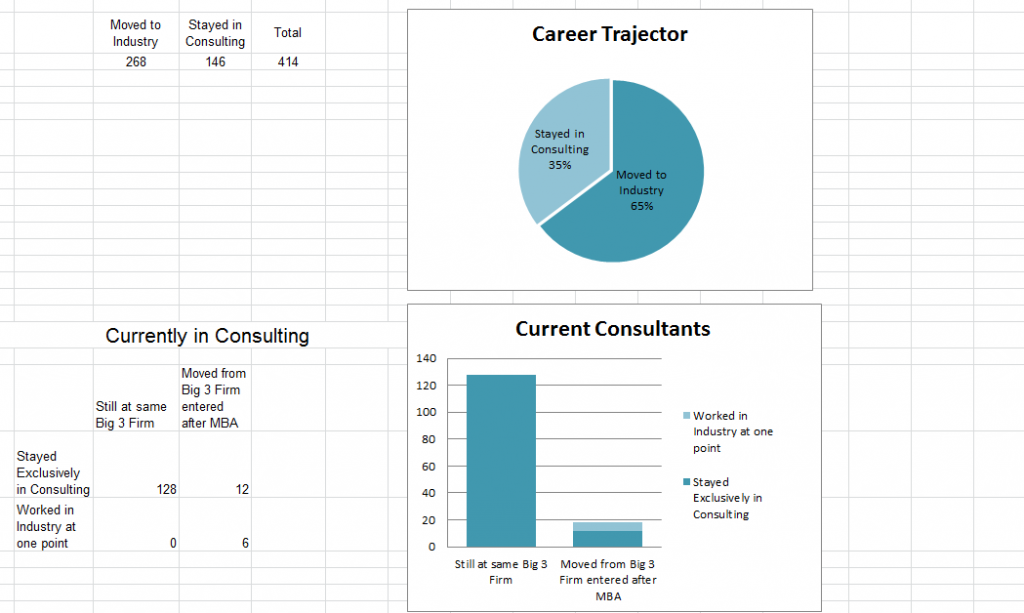 Moved to
Industry
Stayed in
Consulting
Total
268
146
414
Career Trajector
Stayed in
Consulting
35%
Moved to
Industry
65%
Currently in Consulting
Still at same
Big 3 Firm
Moved from
Big 3 Firm
entered
after MBA
Stayed
Exclusively
in Consulting
128
12
Worked in
Industry at
one point
0
6
Current Consultants
140
120
100
80
60
40
20
0
Still at same Big 3
Firm
Moved from Big 3
Firm entered after
MBA
Worked in
Industry at one
point
Stayed
Exclusively in
Consulting